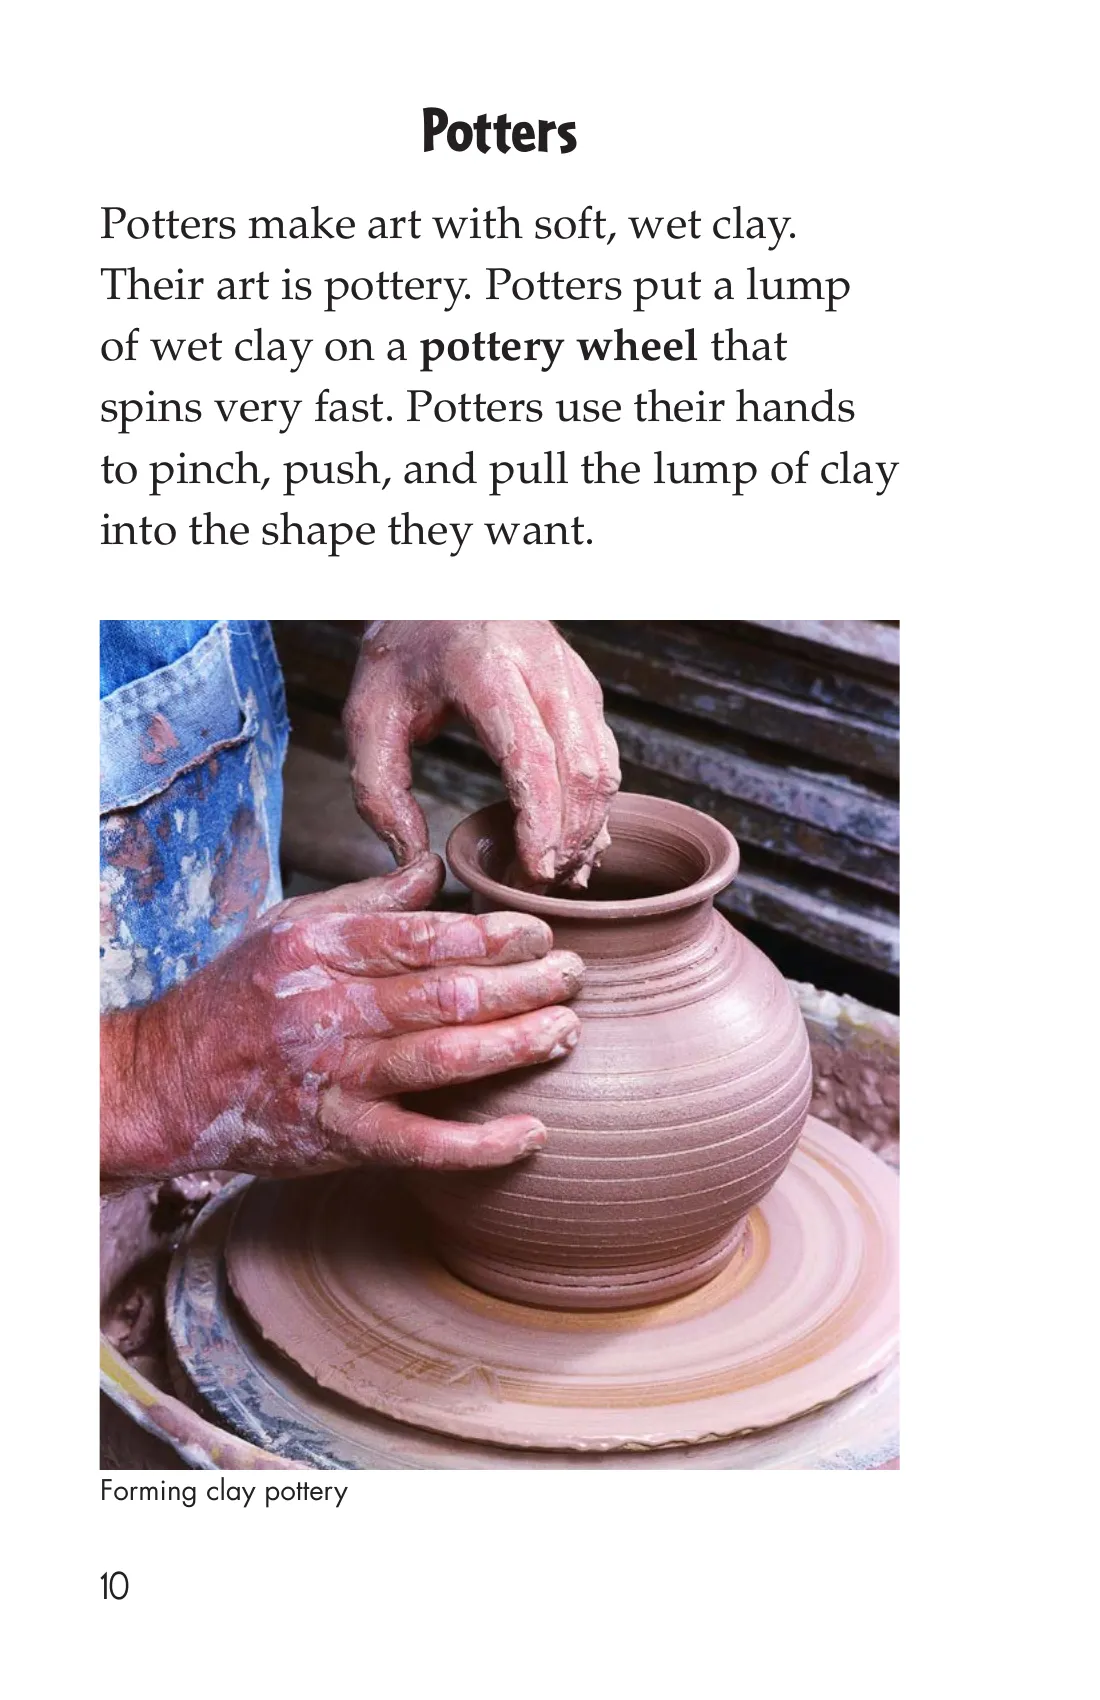 Potters
Potters make art with soft, wet clay.
Their art is pottery. Potters put a lump
of wet clay on a pottery wheel that
spins very fast. Potters use their hands
to pinch, push, and pull the lump of clay
into the shape they want.
Forming clay pottery
10